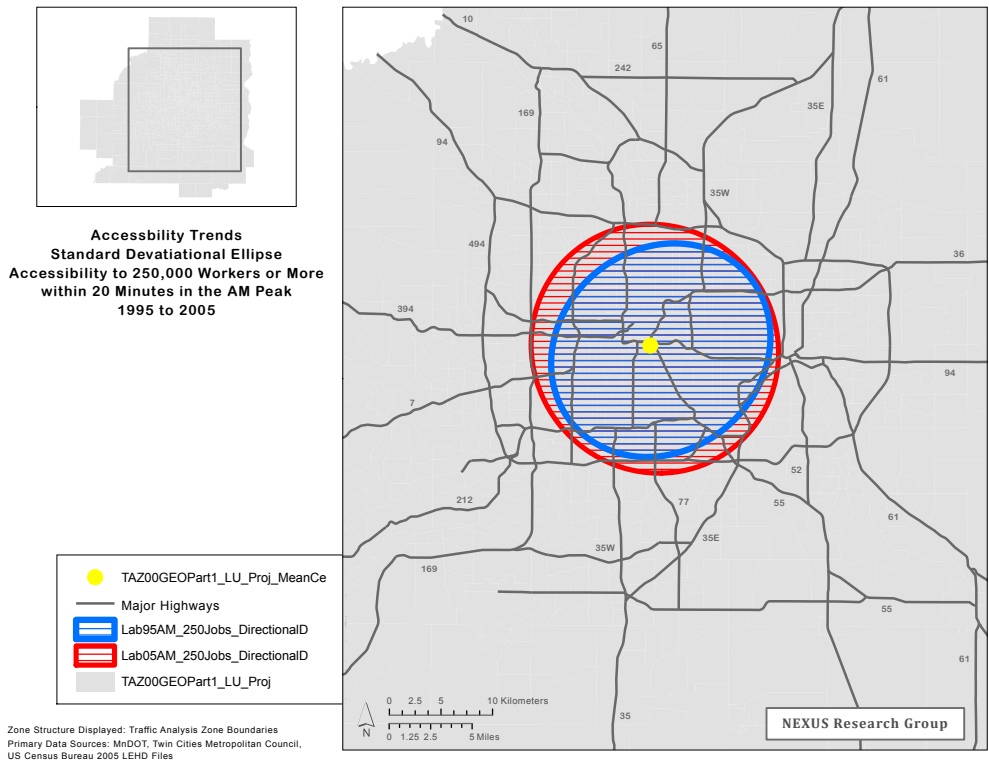 Accessbility Trends
Standard Devatiational Ellipse
Accessibility to 250,000 Workers or More
within 20 Minutes in the AM Peak
1995 to 2005
10
65
242
61
35E
169
94
35W
494
36
394
94
7
52
212
77
55
61
35W
35E
169
55
61
35
TAZ00GEOPart1_LU_Proj_MeanCe
Major Highways
Lab95AM_250Jobs_DirectionalD
Lab05AM_250Jobs_DirectionalD
TAZ00GEOPart1_LU_Proj
0 2.5 5 10 Kilometers
0 1.25 2.5 5 Miles
N
NEXUS Research Group
Zone Structure Displayed: Traffic Analysis Zone Boundaries
Primary Data Sources: MnDOT, Twin Cities Metropolitan Council,
US Census Bureau 2005 LEHD Files